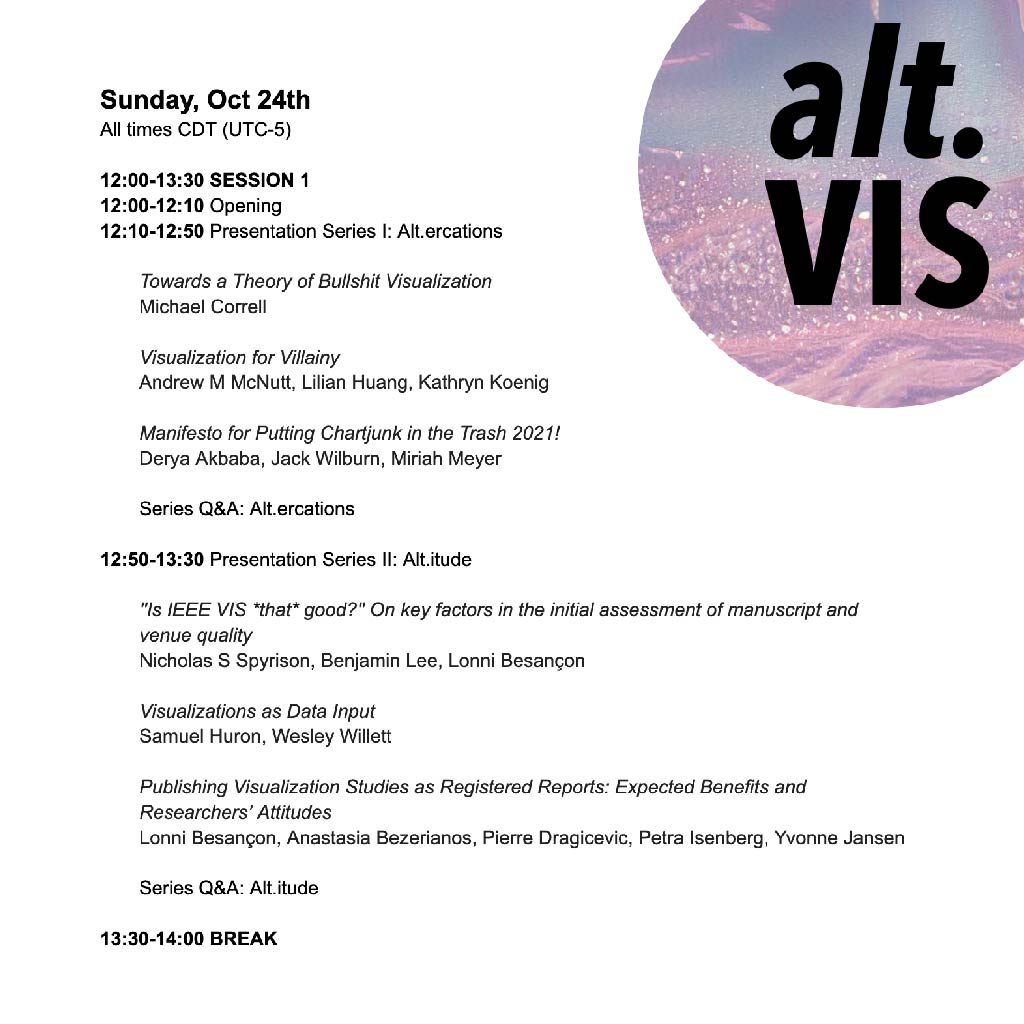 alt.
VIS
Sunday, Oct 24th
All times CDT (UTC-5)
12:00-13:30 SESSION 1
12:00-12:10 Opening
12:10-12:50 Presentation Series I: Alt.ercations
Towards a Theory of Bullshit Visualization
Michael Correll
Visualization for Villainy
Andrew M McNutt, Lilian Huang, Kathryn Koenig
Manifesto for Putting Chartjunk in the Trash 2021!
Derya Akbaba, Jack Wilburn, Miriah Meyer
Series Q&A: Alt.ercations
12:50-13:30 Presentation Series II: Alt.itude
"Is IEEE VIS *that* good?" On key factors in the initial assessment of manuscript and
venue quality
Nicholas S Spyrison, Benjamin Lee, Lonni Besançon
Visualizations as Data Input
Samuel Huron, Wesley Willett
Publishing Visualization Studies as Registered Reports: Expected Benefits and
Researchers’ Attitudes
Lonni Besançon, Anastasia Bezerianos, Pierre Dragicevic, Petra Isenberg, Yvonne Jansen
Series Q&A: Alt.itude
13:30-14:00 BREAK